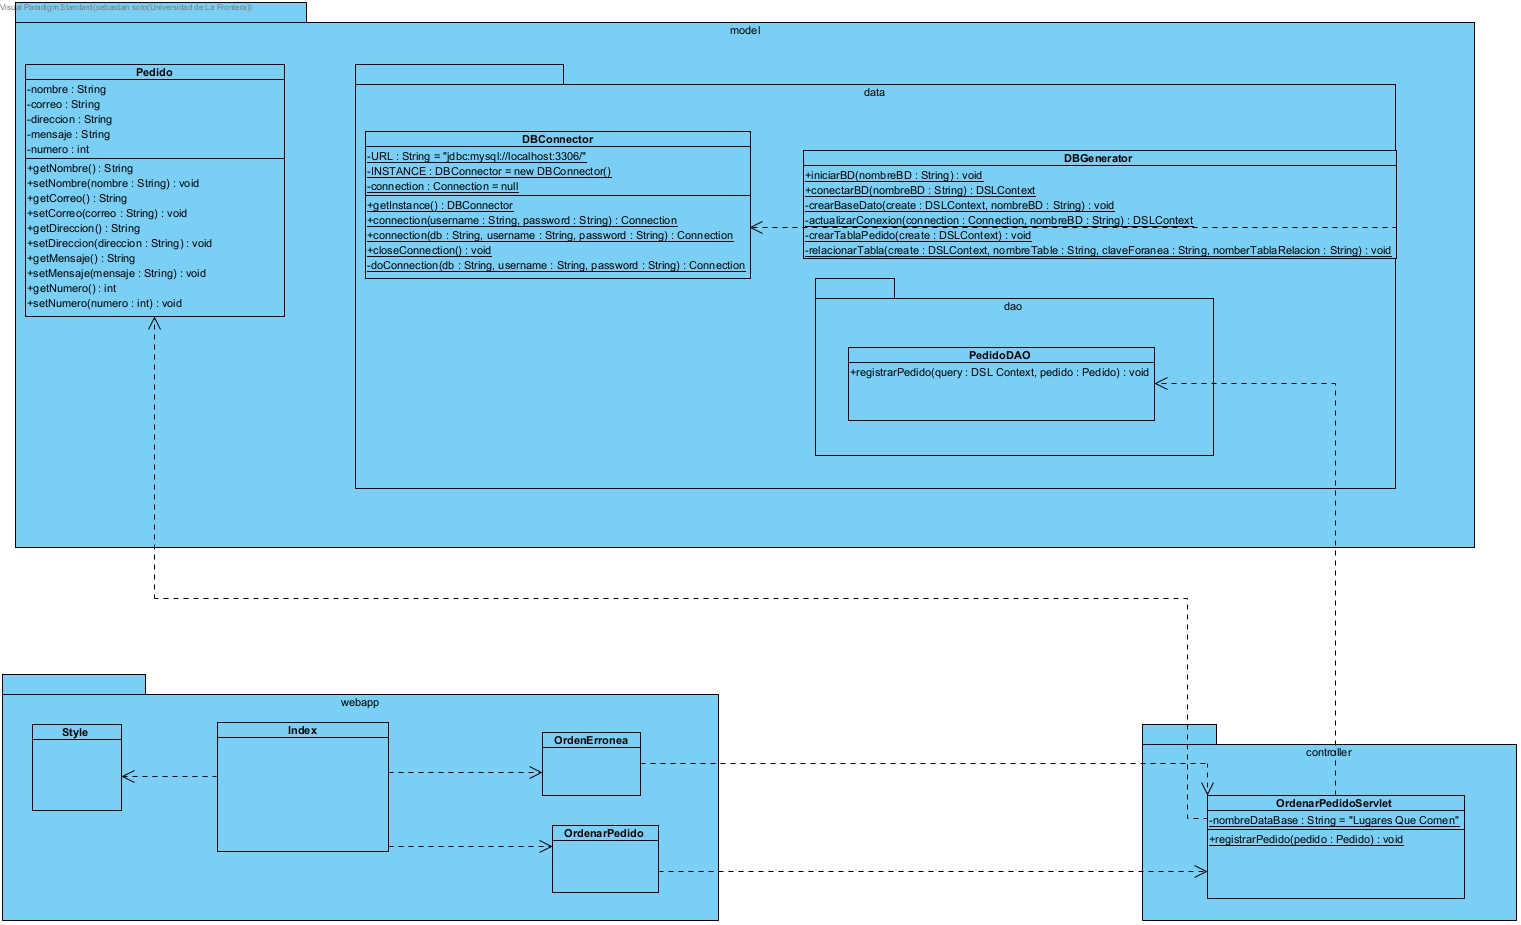 Visual Paradigm Standard(sebastian soto(Universidad de La Frontera))
model
Pedido
-nombre : String
-correo : String
-direccion : String
-mensaje : String
-numero : int
+getNombre() : String
+setNombre(nombre : String) : void
+getCorreo() : String
+setCorreo(correo : String) : void
+getDireccion() : String
+setDireccion(direccion : String) : void
+getMensaje() : String
+setMensaje(mensaje : String) : void
+getNumero() : int
+setNumero(numero : int) : void
data
DBConnector
-URL : String = "jdbc:mysql://localhost:3306/"
-INSTANCE : DBConnector = new DBConnector()
-connection : Connection = null
+getInstance() : DBConnector
+connection(username : String, password : String) : Connection
+connection(db : String, username : String, password : String) : Connection
+closeConnection() : void
-doConnection(db : String, username : String, password : String) : Connection
DBGenerator
+iniciarBD(nombreBD : String) : void
+conectarBD(nombreBD : String) : DSLContext
-crearBaseDato(create : DSLContext, nombreBD : String) : void
-actualizarConexion(connection : Connection, nombreBD : String) : DSLContext
-crearTablaPedido(create : DSLContext) : void
-relacionarTabla(create : DSLContext, nombreTable : String, claveForanea : String, nomberTablaRelacion : String) : void
dao
PedidoDAO
+registrarPedido(query : DSL Context, pedido : Pedido) : void
webapp
Style
Index
OrdenErronea
OrdenarPedido
controller
OrdenarPedidoServlet
-nombreDataBase : String = "Lugares Que Comen"
+registrarPedido(pedido : Pedido) : void